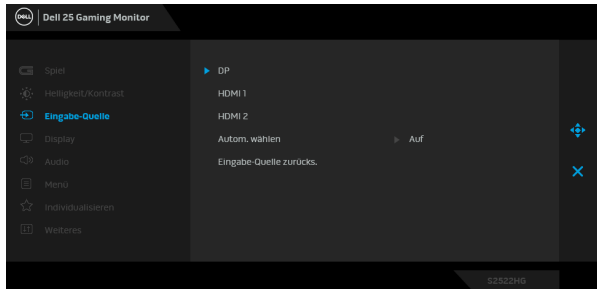 DELL Dell 25 Gaming Monitor
Spiel
Helligkeit/Kontrast
Eingabe-Quelle
Display
Audio
Menü
Individualisieren
Weiteres
DP
HDMI 1
HDMI 2
Autom. wählen Auf
Eingabe-Quelle zurücks.
S2522HG